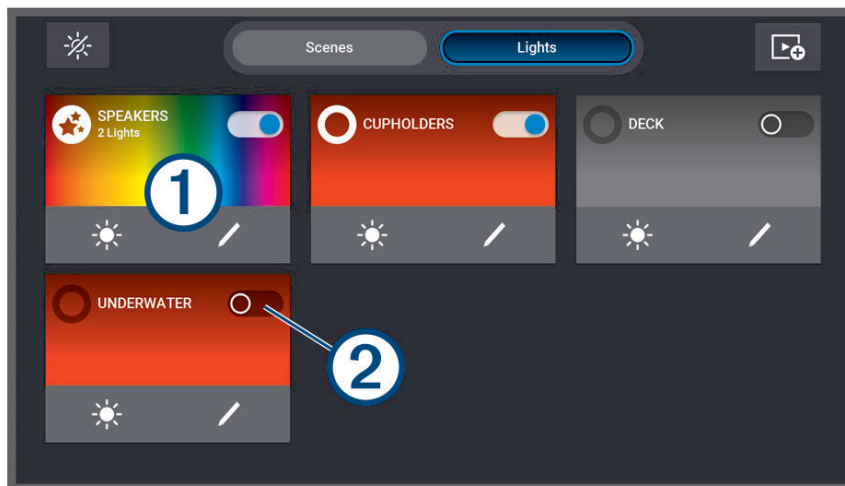 Scenes
Lights
SPEAKERS
2 Lights
CUPHOLDERS
DECK
1
UNDERWATER
2